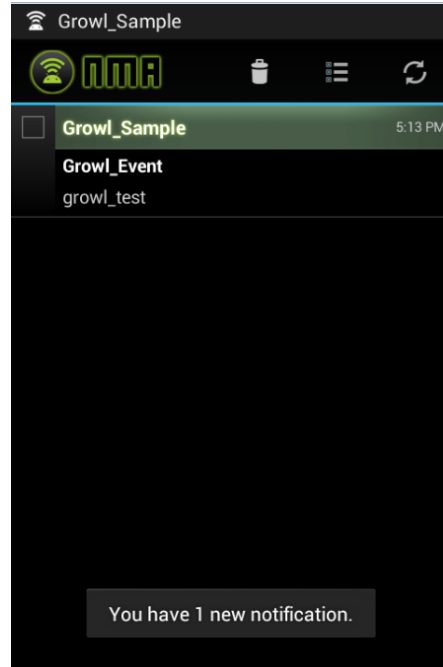 Growl_Sample
NMA
Growl_Sample 5:13 PM
Growl_Event
growl_test
You have 1 new notification.